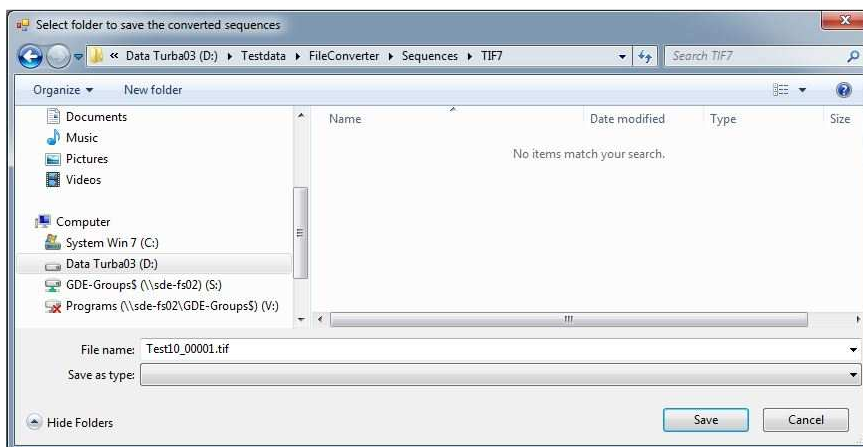 Select folder to save the converted sequences
« Data Turba03 (D:) ▸ Testdata ▸ FileConverter ▸ Sequences ▸ TIF7
Search TIF7
Organize
New folder
Documents
Music
Pictures
Videos
Computer
System Win 7 (C:)
Data Turba03 (D:)
GDE-Groups$ (\\sde-fs02) (S:)
Programs (\\sde-fs02\GDE-Groups$) (V:)
Name Date modified Type Size
No items match your search.
File name: Test10_00001.tif
Save as type:
Hide Folders
Save
Cancel